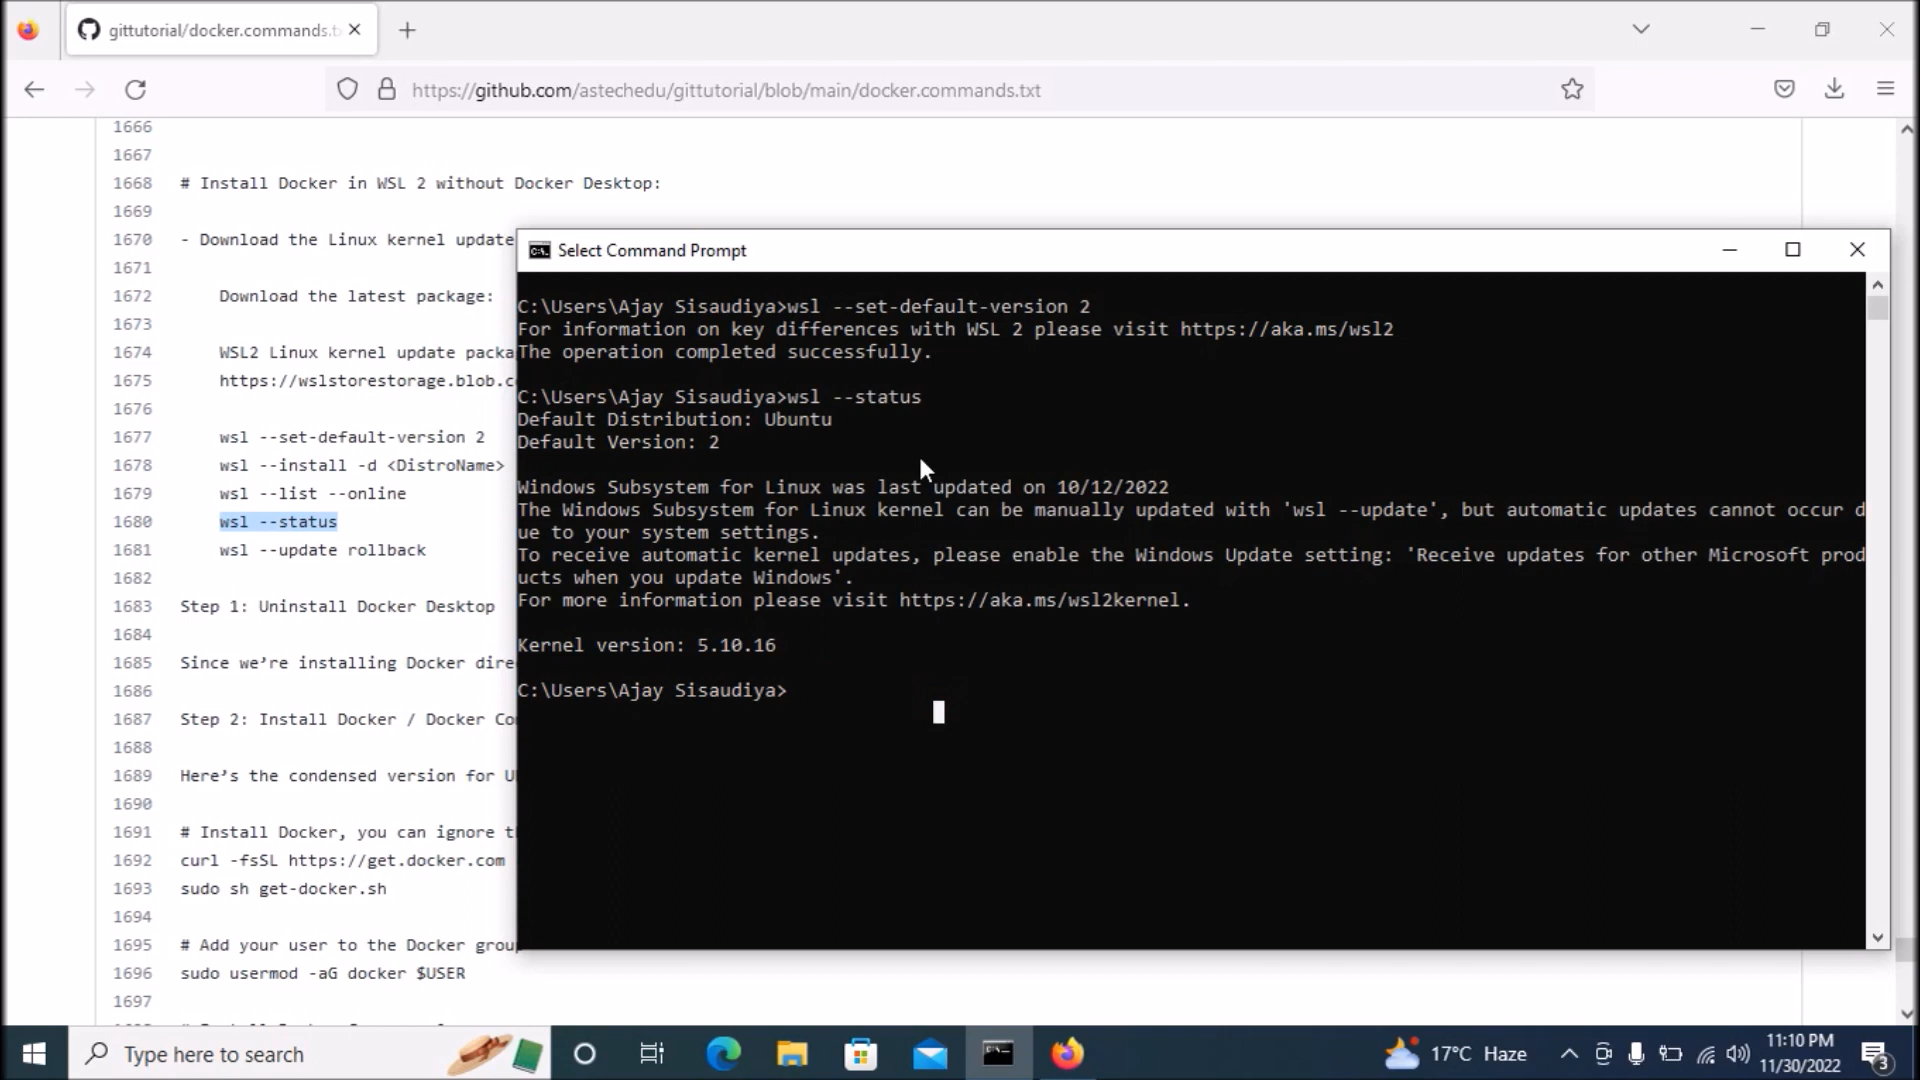 gittutorial/docker.commands.t
https://github.com/astechedu/gittutorial/blob/main/docker.commands.txt
1666
1667
1668 # Install Docker in WSL 2 without Docker Desktop:
1669
1670 - Download the Linux kernel update
1671
1672 Download the latest package:
1673
1674 WSL2 Linux kernel update packa
1675 https://wslstorestorage.blob.c
1676
1677 wsl --set-default-version 2
1678 wsl --install -d <DistroName>
1679 wsl --list --online
1680 wsl --status
1681 wsl --update rollback
1682
1683 Step 1: Uninstall Docker Desktop
1684
1685 Since we’re installing Docker dire
1686
1687 Step 2: Install Docker / Docker Co
1688
1689 Here’s the condensed version for U
1690
1691 # Install Docker, you can ignore t
1692 curl -fsSL https://get.docker.com
1693 sudo sh get-docker.sh
1694
1695 # Add your user to the Docker group
1696 sudo usermod -aG docker $USER
1697
Select Command Prompt
C:\Users\Ajay Sisaudiya>wsl --set-default-version 2
For information on key differences with WSL 2 please visit https://aka.ms/wsl2
The operation completed successfully.
C:\Users\Ajay Sisaudiya>wsl --status
Default Distribution: Ubuntu
Default Version: 2
Windows Subsystem for Linux was last updated on 10/12/2022
The Windows Subsystem for Linux kernel can be manually updated with 'wsl --update', but automatic updates cannot occur d
ue to your system settings.
To receive automatic kernel updates, please enable the Windows Update setting: 'Receive updates for other Microsoft prod
ucts when you update Windows'.
For more information please visit https://aka.ms/wsl2kernel.
Kernel version: 5.10.16
C:\Users\Ajay Sisaudiya>
Type here to search
17°C Haze
11:10 PM
11/30/2022
3